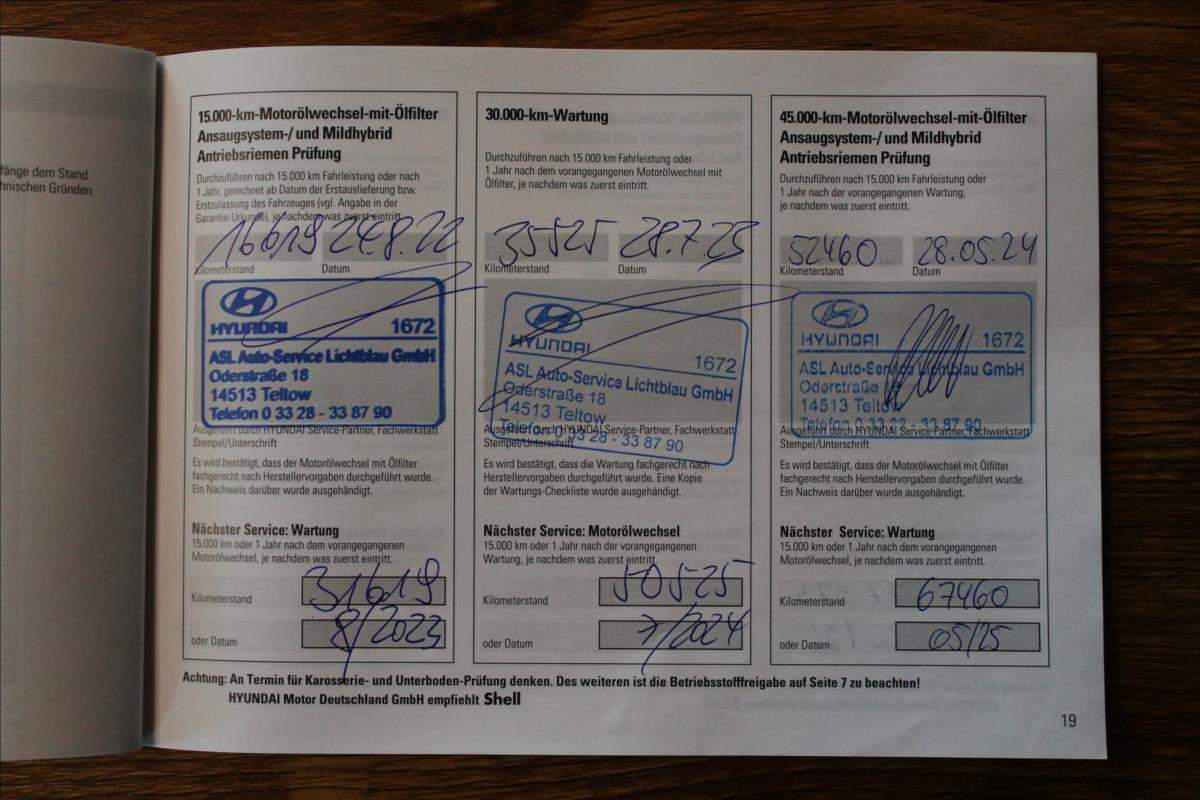 fänge dem Stand
hnischen Gründen
15.000-km-Motorölwechsel-mit-Ölfilter
Ansaugsystem-/ und Mildhybrid
Antriebsriemen Prüfung
Durchzuführen nach 15.000 km Fahrleistung oder nach
1 Jahr, gerechnet ab Datum der Erstauslieferung bzw.
Erstzulassung des Fahrzeuges (vgl. Angabe in der
Garantie-Urkunde), je nachdem was zuerst eintritt.
16619 24.8.22
Kilometerstand Datum
HYUNDAI 1672
ASL Auto-Service Lichtblau GmbH
Oderstraße 18
14513 Teltow
Telefon 0 33 28 - 33 87 90
Ausgeführt durch HYUNDAI Service-Partner, Fachwerkstatt
Stempel/Unterschrift
Es wird bestätigt, dass der Motorölwechsel mit Ölfilter
fachgerecht nach Herstellervorgaben durchgeführt wurde.
Ein Nachweis darüber wurde ausgehändigt.
Nächster Service: Wartung
15.000 km oder 1 Jahr nach dem vorangegangenen
Motorölwechsel, je nachdem was zuerst eintritt.
Kilometerstand 31619
oder Datum 8/2023
30.000-km-Wartung
Durchzuführen nach 15.000 km Fahrleistung oder
1 Jahr nach dem vorangegangenen Motorölwechsel mit
Ölfilter, je nachdem was zuerst eintritt.
35525 28.7.23
Kilometerstand Datum
HYUNDAI 1672
ASL Auto-Service Lichtblau GmbH
Oderstraße 18
14513 Teltow
Telefon 0 33 28 - 33 87 90
Ausgeführt durch HYUNDAI Service-Partner, Fachwerkstatt
Stempel/Unterschrift
Es wird bestätigt, dass die Wartung fachgerecht nach
Herstellervorgaben durchgeführt wurde. Eine Kopie
der Wartungs-Checkliste wurde ausgehändigt.
Nächster Service: Motorölwechsel
15.000 km oder 1 Jahr nach der vorangegangenen
Wartung, je nachdem was zuerst eintritt.
Kilometerstand 50525
oder Datum 7/2024
45.000-km-Motorölwechsel-mit-Ölfilter
Ansaugsystem-/ und Mildhybrid
Antriebsriemen Prüfung
Durchzuführen nach 15.000 km Fahrleistung oder
1 Jahr nach der vorangegangenen Wartung,
je nachdem was zuerst eintritt.
52460 28.05.24
Kilometerstand Datum
HYUNDAI 1672
ASL Auto-Service Lichtblau GmbH
Oderstraße 18
14513 Teltow
Telefon 0 33 28 - 33 87 90
Ausgeführt durch HYUNDAI Service-Partner, Fachwerkstatt
Stempel/Unterschrift
Es wird bestätigt, dass der Motorölwechsel mit Ölfilter
fachgerecht nach Herstellervorgaben durchgeführt wurde.
Ein Nachweis darüber wurde ausgehändigt.
Nächster Service: Wartung
15.000 km oder 1 Jahr nach dem vorangegangenen
Motorölwechsel, je nachdem was zuerst eintritt.
Kilometerstand 67460
oder Datum 05/25
Achtung: An Termin für Karosserie- und Unterboden-Prüfung denken. Des weiteren ist die Betriebsstofffreigabe auf Seite 7 zu beachten!
HYUNDAI Motor Deutschland GmbH empfiehlt Shell
19